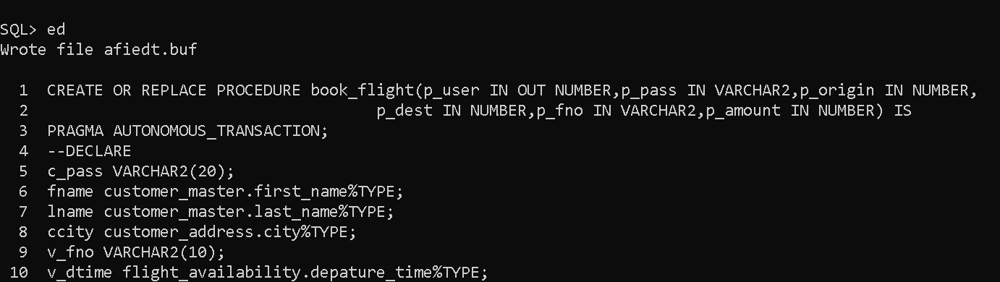 SQL> ed
Wrote file afiedt.buf
1 CREATE OR REPLACE PROCEDURE book_flight(p_user IN OUT NUMBER,p_pass IN VARCHAR2,p_origin IN NUMBER,
2 p_dest IN NUMBER,p_fno IN VARCHAR2,p_amount IN NUMBER) IS
3 PRAGMA AUTONOMOUS_TRANSACTION;
4 --DECLARE
5 c_pass VARCHAR2(20);
6 fname customer_master.first_name%TYPE;
7 lname customer_master.last_name%TYPE;
8 ccity customer_address.city%TYPE;
9 v_fno VARCHAR2(10);
10 v_dtime flight_availability.depature_time%TYPE;